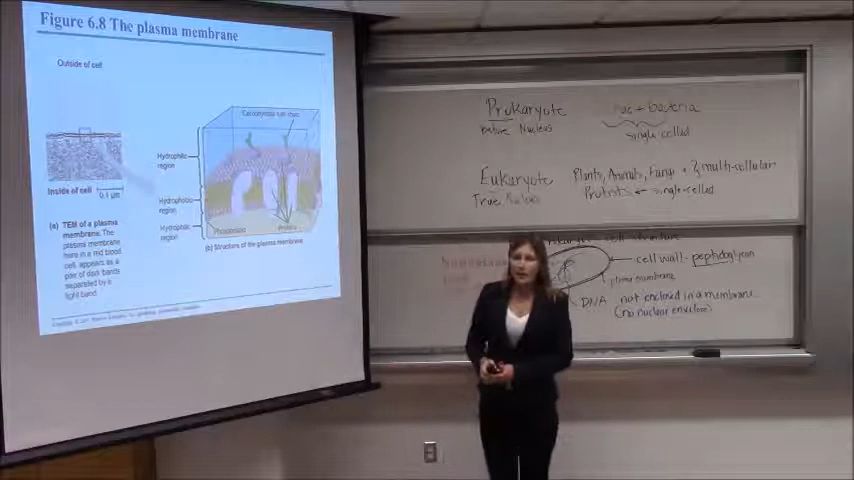 Figure 6.8 The plasma membrane
Outside of cell
Inside of cell
0.1 µm
(a) TEM of a plasma
membrane. The
plasma membrane
here in a red blood
cell, appears as a
pair of dark bands
separated by a
light band.
Carbohydrate side chain
Hydrophilic
region
Hydrophobic
region
Hydrophilic
region
Phospholipid
Proteins
(b) Structure of the plasma membrane
Prokaryote
before Nucleus
bacteria
single celled
Eukaryote
True
Plants, Animals, Fungi + multi-cellular
Protists ← single-celled
cell wall - peptidoglycan
plasma membrane
DNA not enclosed in a membrane
(no nuclear envelope)